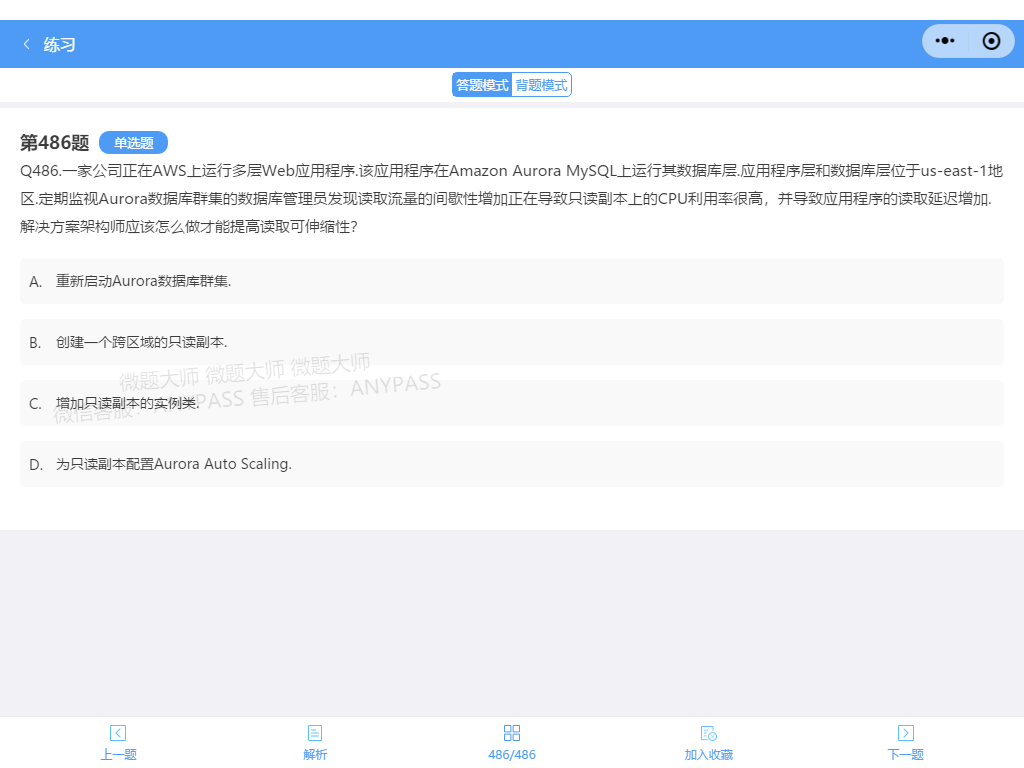 练习
答题模式 背题模式
第486题 单选题
Q486.一家公司正在AWS上运行多层Web应用程序.该应用程序在Amazon Aurora MySQL上运行其数据库层.应用程序层和数据库层位于us-east-1地
区.定期监视Aurora数据库群集的数据库管理员发现读取流量的间歇性增加正在导致只读副本上的CPU利用率很高，并导致应用程序的读取延迟增加.
解决方案架构师应该怎么做才能提高读取可伸缩性?
A. 重新启动Aurora数据库群集.
B. 创建一个跨区域的只读副本.
微题大师 微题大师 微题大师
微信客服：ANYPASS 售后客服：ANYPASS
C. 增加只读副本的实例类.
D. 为只读副本配置Aurora Auto Scaling.
上一题 解析 486/486 加入收藏 下一题